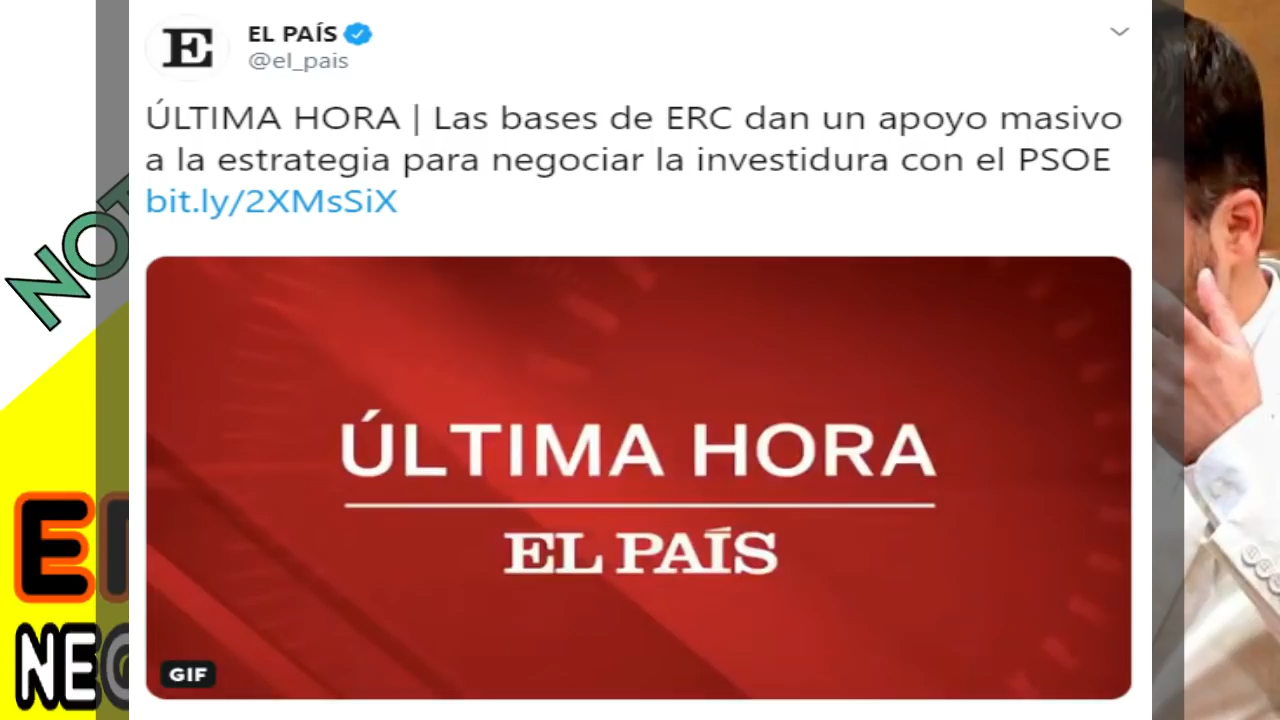 E
EL PAÍS
@el_pais
ÚLTIMA HORA | Las bases de ERC dan un apoyo masivo
a la estrategia para negociar la investidura con el PSOE
bit.ly/2XMsSiX
ÚLTIMA HORA
EL PAÍS
GIF